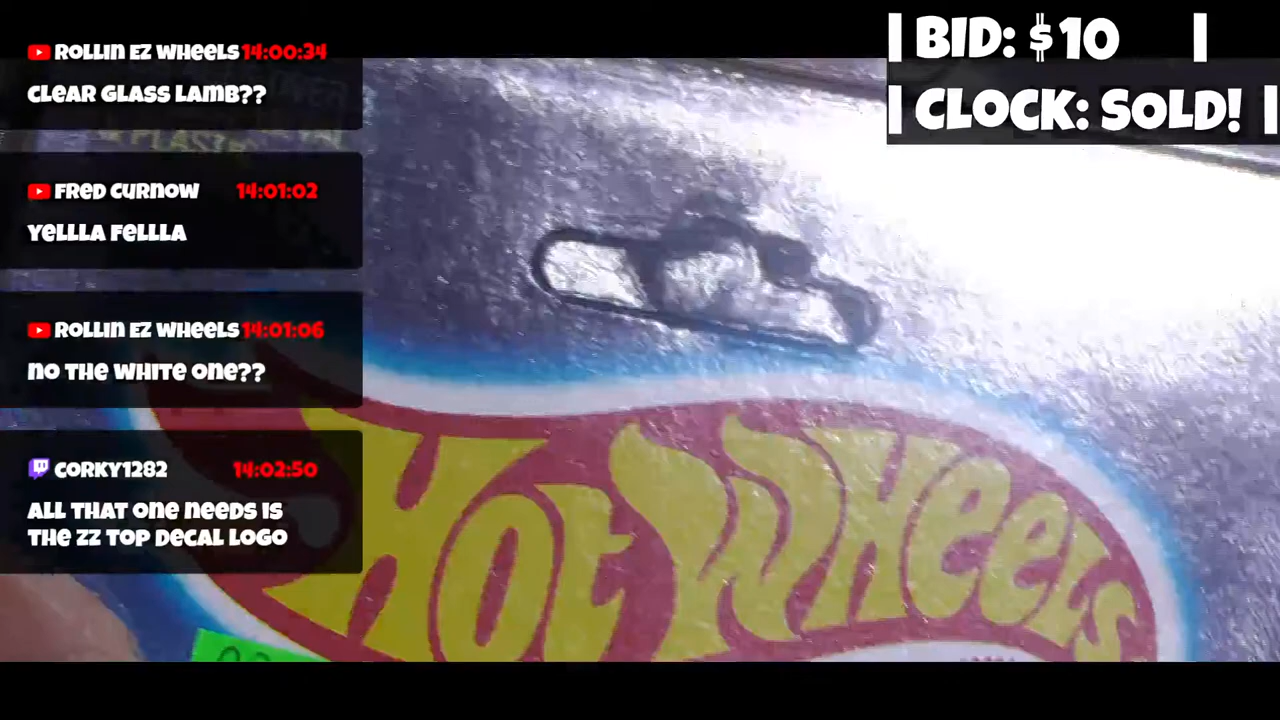 Rollin Ez Wheels 14:00:34
Clear glass lamb??
Fred Curnow 14:01:02
Yellla fellla
Rollin Ez Wheels 14:01:06
no the white one??
corky1282 14:02:50
All that one needs is
the ZZ Top decal logo
| BID: $10 |
| CLOCK: SOLD! |
& PLASTIC
HOT WHEELS